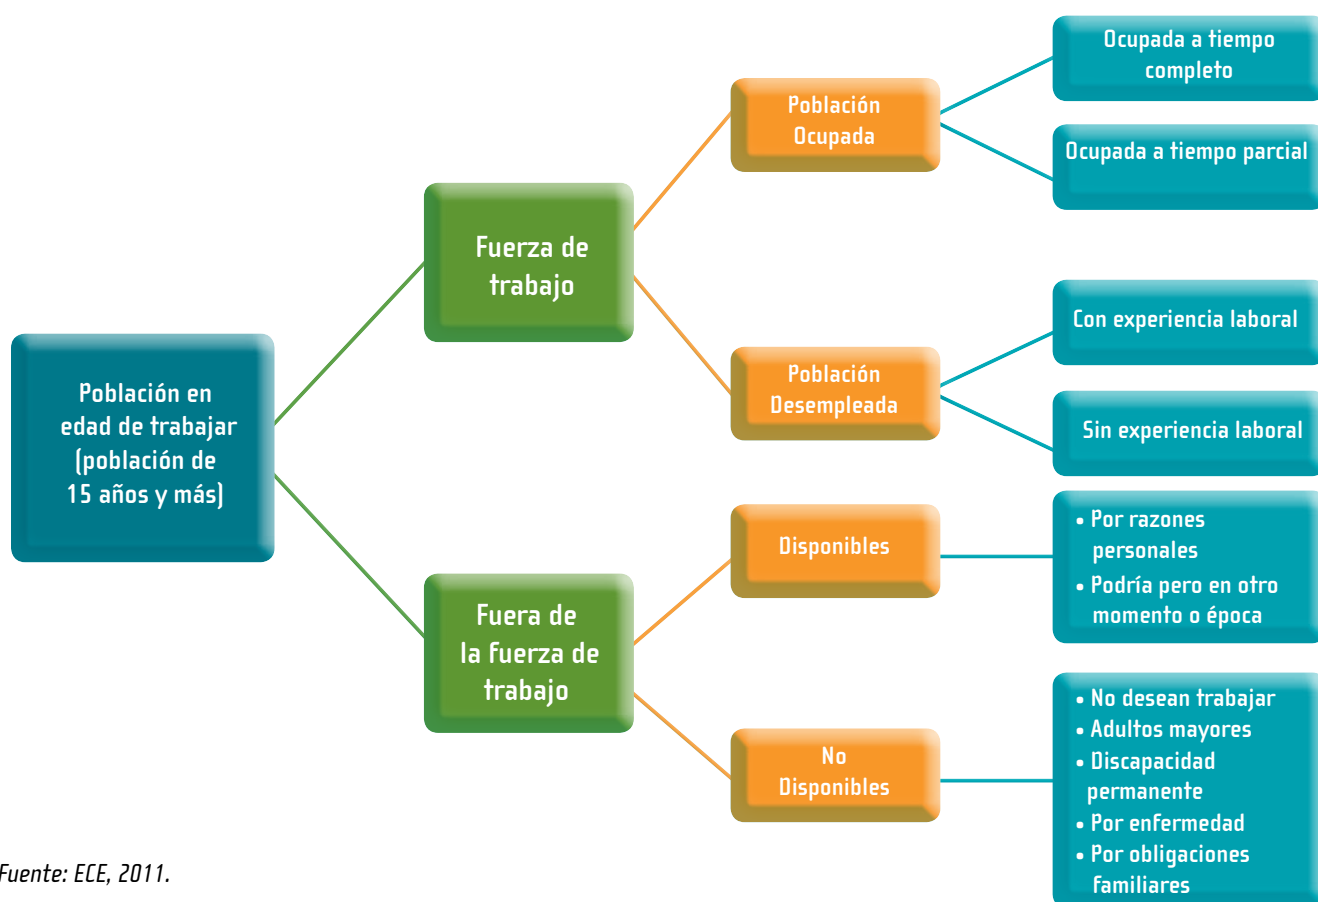 Población en
edad de trabajar
(población de
15 años y más)
Fuerza de
trabajo
Fuera de
la fuerza de
trabajo
Población
Ocupada
Población
Desempleada
Disponibles
No
Disponibles
Ocupada a tiempo
completo
Ocupada a tiempo parcial
Con experiencia laboral
Sin experiencia laboral
• Por razones
personales
• Podría pero en otro
momento o época
• No desean trabajar
• Adultos mayores
• Discapacidad
permanente
• Por enfermedad
• Por obligaciones
familiares
Fuente: ECE, 2011.